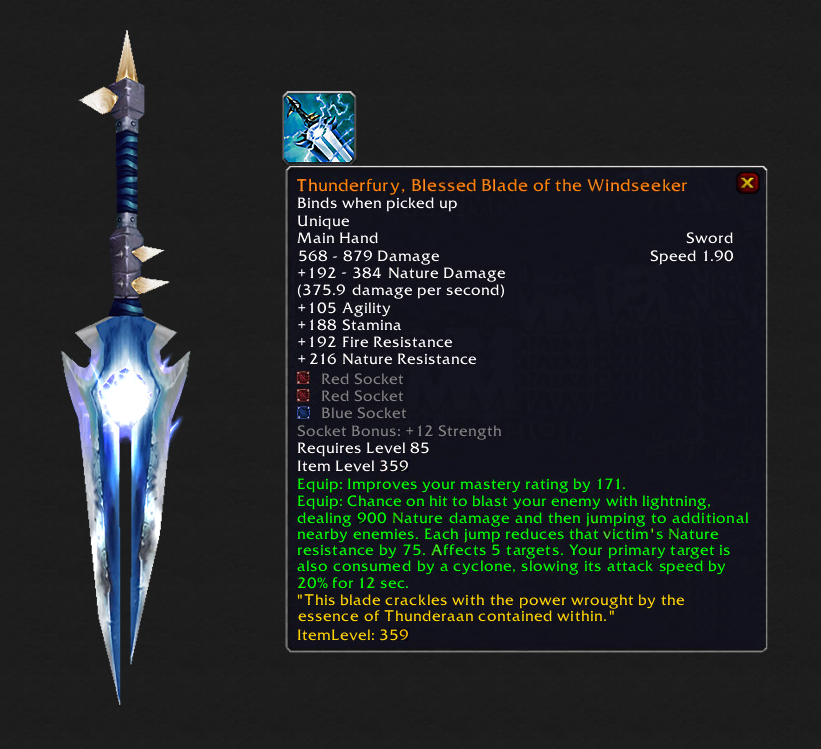 Thunderfury, Blessed Blade of the Windseeker
Binds when picked up
Unique
Main Hand Sword
568 - 879 Damage Speed 1.90
+192 - 384 Nature Damage
(375.9 damage per second)
+105 Agility
+188 Stamina
+192 Fire Resistance
+216 Nature Resistance
Red Socket
Red Socket
Blue Socket
Socket Bonus: +12 Strength
Requires Level 85
Item Level 359
Equip: Improves your mastery rating by 171.
Equip: Chance on hit to blast your enemy with lightning,
dealing 900 Nature damage and then jumping to additional
nearby enemies. Each jump reduces that victim's Nature
resistance by 75. Affects 5 targets. Your primary target is
also consumed by a cyclone, slowing its attack speed by
20% for 12 sec.
"This blade crackles with the power wrought by the
essence of Thunderaan contained within."
ItemLevel: 359